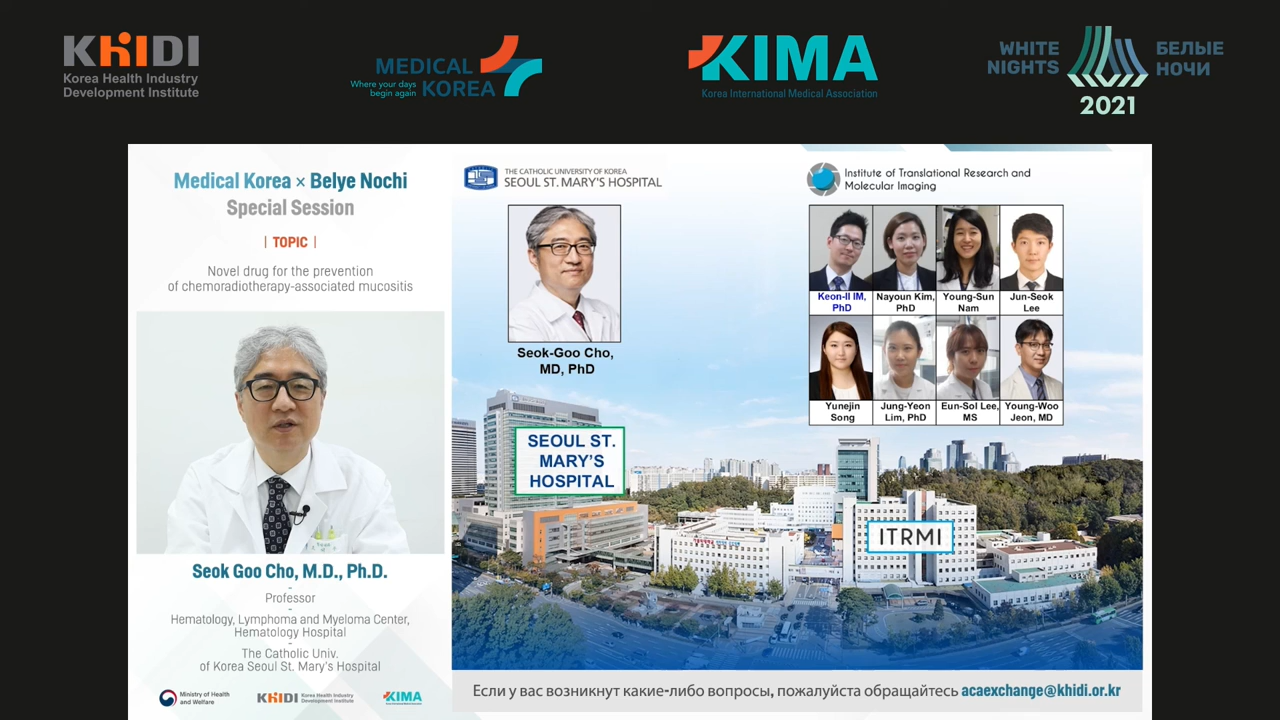 KHIDI
Korea Health Industry
Development Institute
MEDICAL
KOREA
Where your days
begin again
KIMA
Korea International Medical Association
WHITE
NIGHTS
БЕЛЫЕ
НОЧИ
2021
Medical Korea × Belye Nochi
Special Session
| TOPIC |
Novel drug for the prevention
of chemoradiotherapy-associated mucositis
Seok Goo Cho, M.D., Ph.D.
-
Professor
-
Hematology, Lymphoma and Myeloma Center,
Hematology Hospital
-
The Catholic Univ.
of Korea Seoul St. Mary's Hospital
Ministry of Health
and Welfare
KHIDI
Korea Health Industry
Development Institute
KIMA
THE CATHOLIC UNIVERSITY OF KOREA
SEOUL ST. MARY'S HOSPITAL
Seok-Goo Cho,
MD, PhD
Institute of Translational Research and
Molecular Imaging
Keon-Il IM,
PhD
Nayoun Kim,
PhD
Young-Sun
Nam
Jun-Seok
Lee
Yunejin
Song
Jung-Yeon
Lim, PhD
Eun-Sol Lee,
MS
Young-Woo
Jeon, MD
SEOUL ST.
MARY'S
HOSPITAL
ITRMI
Если у вас возникнут какие-либо вопросы, пожалуйста обращайтесь acaexchange@khidi.or.kr